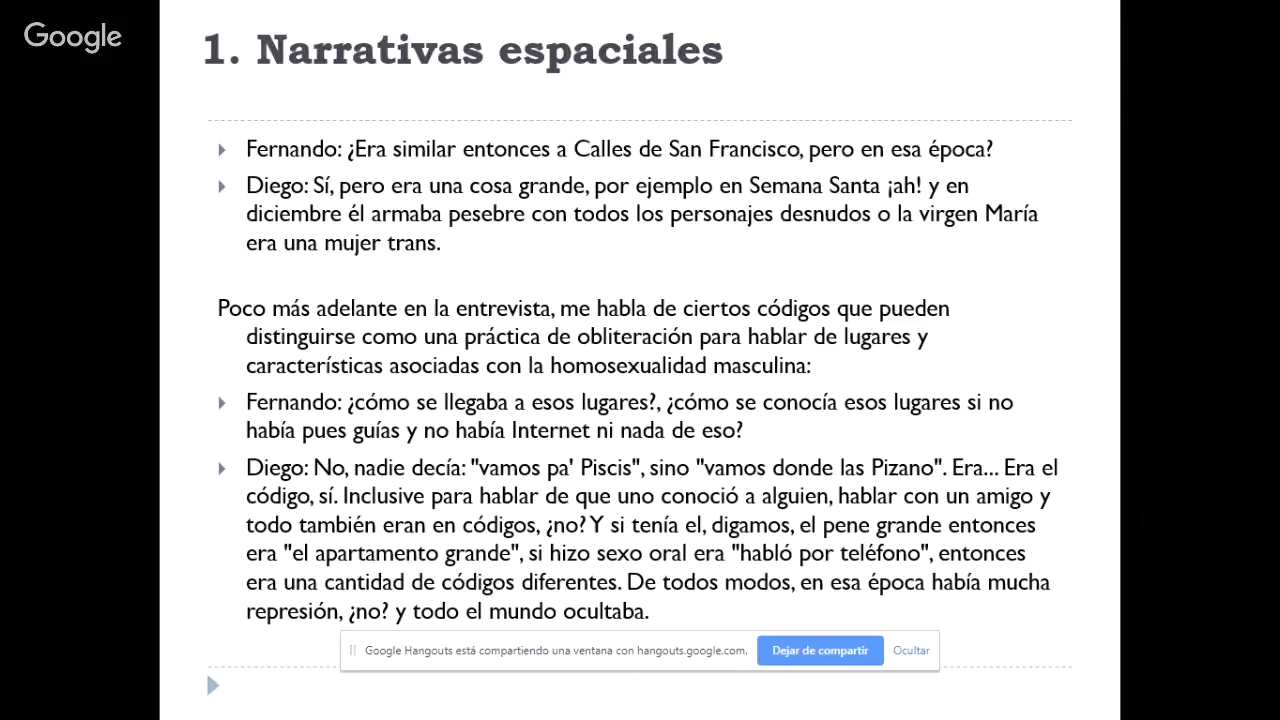 Google
1. Narrativas espaciales
Fernando: ¿Era similar entonces a Calles de San Francisco, pero en esa época?
Diego: Sí, pero era una cosa grande, por ejemplo en Semana Santa ¡ah! y en
diciembre él armaba pesebre con todos los personajes desnudos o la virgen María
era una mujer trans.
Poco más adelante en la entrevista, me habla de ciertos códigos que pueden
distinguirse como una práctica de obliteración para hablar de lugares y
características asociadas con la homosexualidad masculina:
Fernando: ¿cómo se llegaba a esos lugares?, ¿cómo se conocía esos lugares si no
había pues guías y no había Internet ni nada de eso?
Diego: No, nadie decía: "vamos pa' Piscis", sino "vamos donde las Pizano". Era... Era el
código, sí. Inclusive para hablar de que uno conoció a alguien, hablar con un amigo y
todo también eran en códigos, ¿no? Y si tenía el, digamos, el pene grande entonces
era "el apartamento grande", si hizo sexo oral era "habló por teléfono", entonces
era una cantidad de códigos diferentes. De todos modos, en esa época había mucha
represión, ¿no? y todo el mundo ocultaba.
Google Hangouts está compartiendo una ventana con hangouts.google.com. Dejar de compartir Ocultar